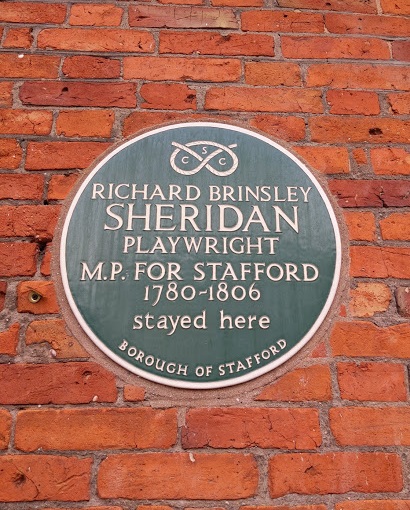 S
C C
RICHARD BRINSLEY
SHERIDAN
PLAYWRIGHT
M.P. FOR STAFFORD
1780-1806
stayed here
BOROUGH OF STAFFORD